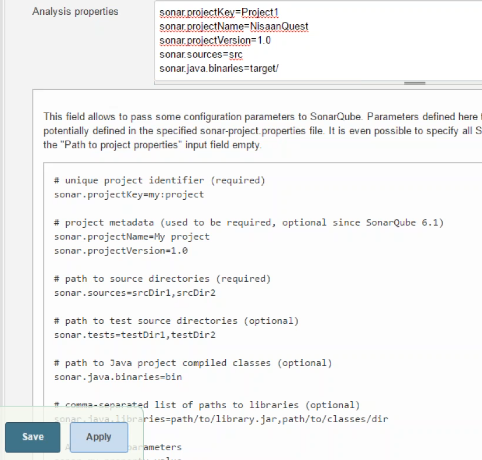 Analysis properties
sonar.projectKey=Project1
sonar.projectName=NisaanQuest
sonar.projectVersion=1.0
sonar.sources=src
sonar.java.binaries=target/
This field allows to pass some configuration parameters to SonarQube. Parameters defined here
potentially defined in the specified sonar-project.properties file. It is even possible to specify all S
the "Path to project properties" input field empty.
# unique project identifier (required)
sonar.projectKey=my:project
# project metadata (used to be required, optional since SonarQube 6.1)
sonar.projectName=My project
sonar.projectVersion=1.0
# path to source directories (required)
sonar.sources=srcDir1,srcDir2
# path to test source directories (optional)
sonar.tests=testDir1,testDir2
# path to Java project compiled classes (optional)
sonar.java.binaries=bin
# comma-separated list of paths to libraries (optional)
sonar.java.libraries=path/to/library.jar,path/to/classes/dir
Save
Apply